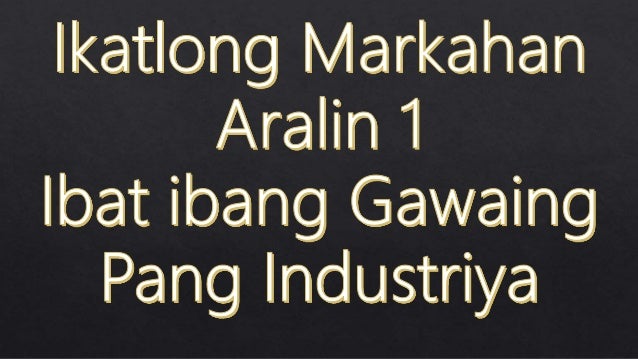 Ikatlong Markahan
Aralin 1
Ibat ibang Gawaing
Pang Industriya